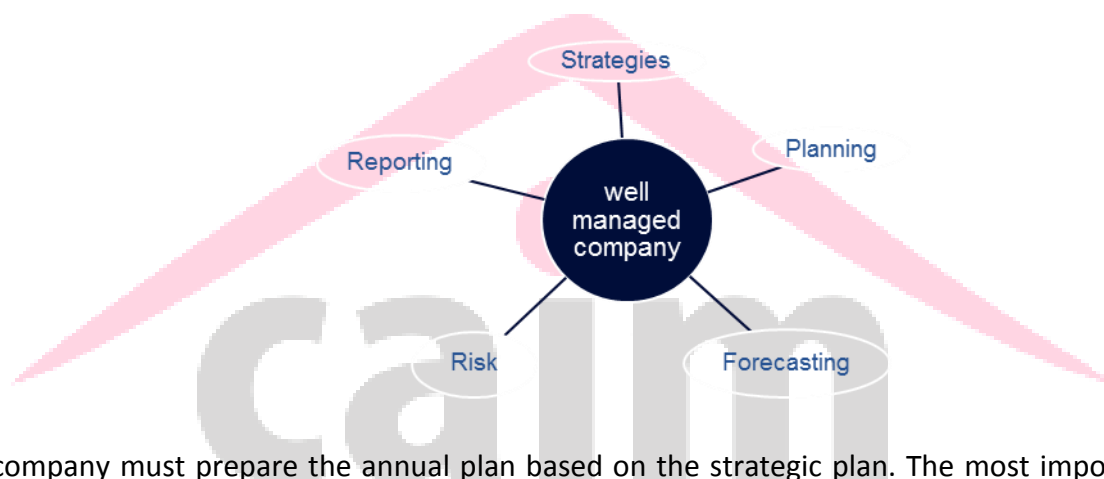 Strategies
Planning
Reporting
well
managed
company
Risk
Forecasting
caim
company must prepare the annual plan based on the strategic plan. The most impo